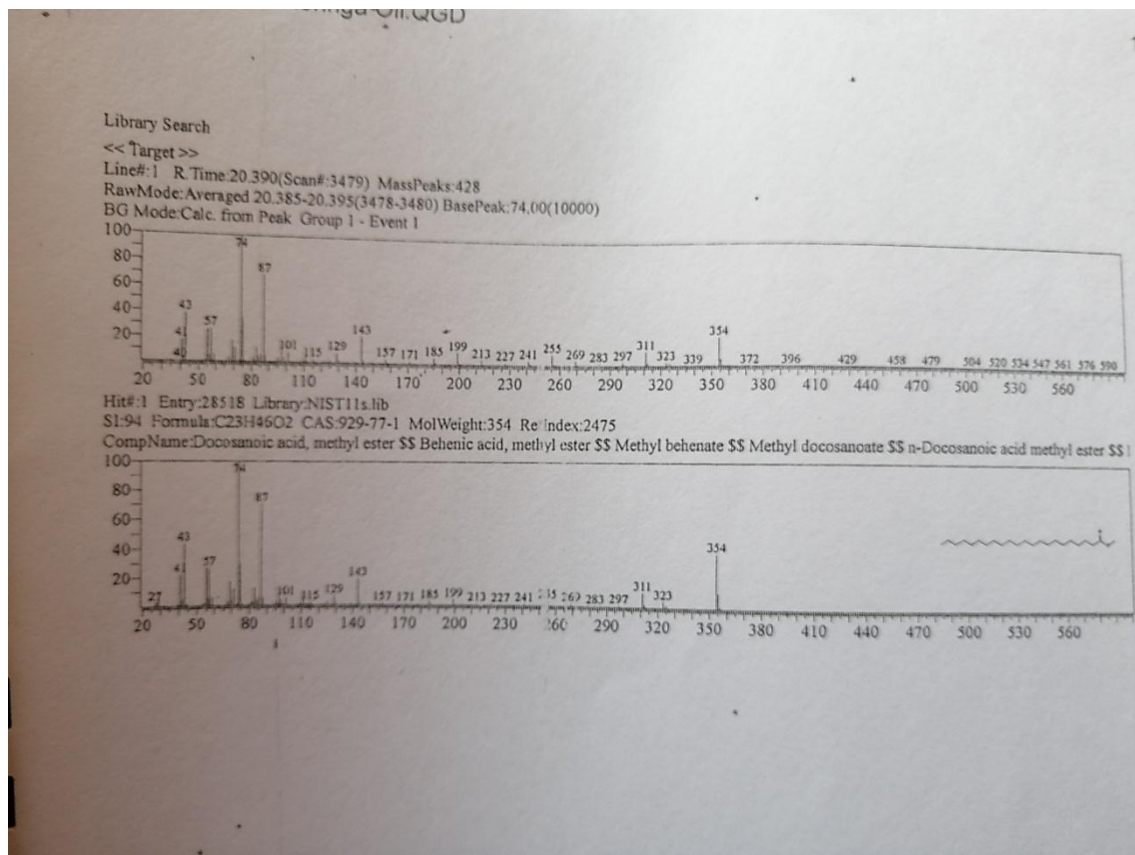 Oil.QGD
Library Search
<< Target >>
Line#:1 R.Time:20.390(Scan#:3479) MassPeaks:428
RawMode:Averaged 20.385-20.395(3478-3480) BasePeak:74.00(10000)
BG Mode:Calc. from Peak Group 1 - Event 1
100
80
60
40
20
74
87
43
41
40
57
101 115 129 143 157 171 185 199 213 227 241 255 269 283 297 311 323 339 354 372 396 429 458 479 504 520 534 547 561 576 590
20 50 80 110 140 170 200 230 260 290 320 350 380 410 440 470 500 530 560
Hit#:1 Entry:28518 Library:NIST11s.lib
SI:94 Formula:C23H46O2 CAS:929-77-1 MolWeight:354 RetIndex:2475
CompName:Docosanoic acid, methyl ester $$ Behenic acid, methyl ester $$ Methyl behenate $$ Methyl docosanoate $$ n-Docosanoic acid methyl ester $$
100
80
60
40
20
74
87
43
41
57
27
101 115 129 143 157 171 185 199 213 227 241 269 283 297 311 323 354
20 50 80 110 140 170 200 230 260 290 320 350 380 410 440 470 500 530 560